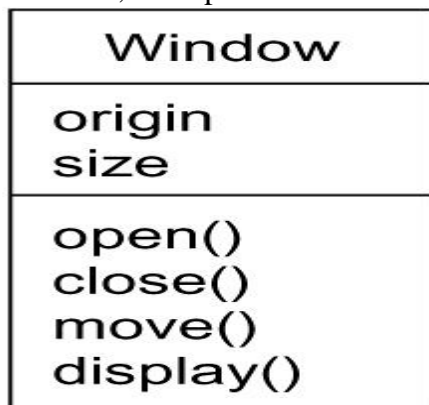 Window
origin
size
open()
close()
move()
display()